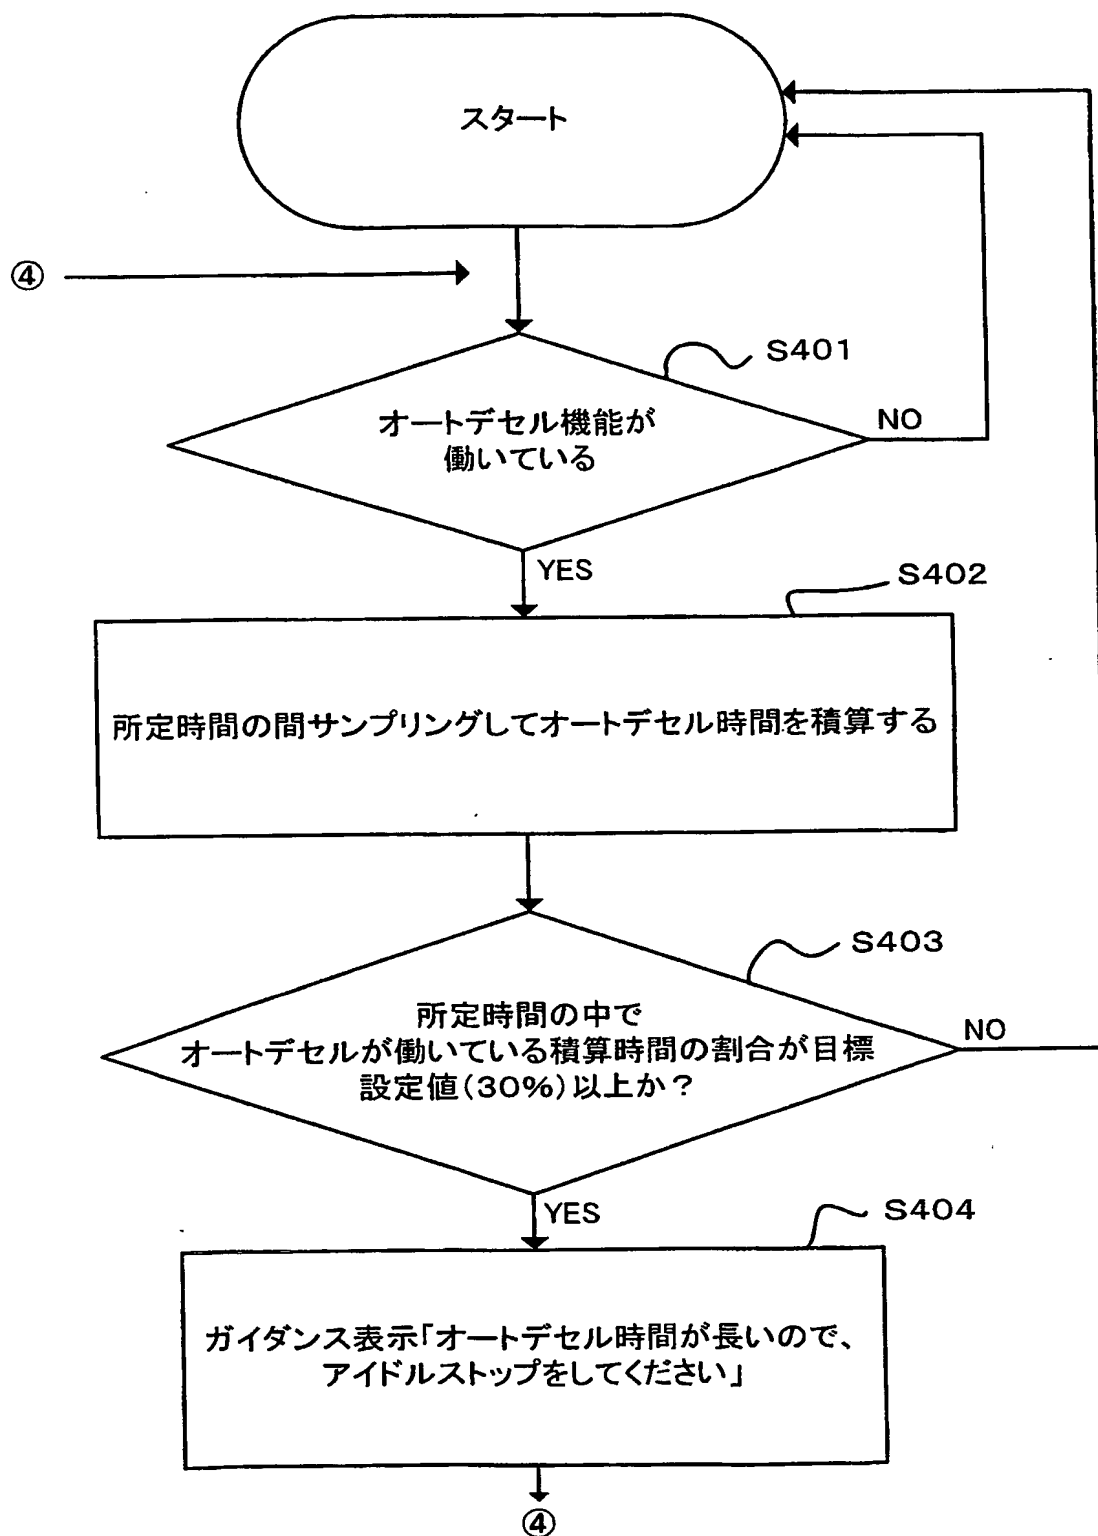 スタート
④
S401
オートデセル機能が
働いている
NO
YES
S402
所定時間の間サンプリングしてオートデセル時間を積算する
S403
所定時間の中で
オートデセルが働いている積算時間の割合が目標
設定値(30%)以上か?
NO
YES
S404
ガイダンス表示「オートデセル時間が長いので、
アイドルストップをしてください」
④